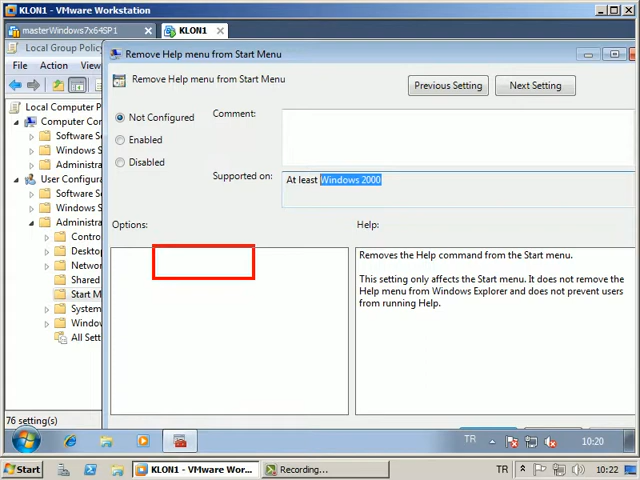 KLON1 - VMware Workstation
masterWindows7x64SP1
KLON1
Local Group Policy
Remove Help menu from Start Menu
File Action View
Remove Help menu from Start Menu
Previous Setting
Next Setting
Local Computer P
Computer Con
Software S
Windows S
Administra
User Configura
Software S
Windows S
Administra
Contro
Desktop
Netwo
Shared
Start M
System
Windo
All Sett
Not Configured
Enabled
Disabled
Comment:
Supported on:
At least Windows 2000
Options:
Help:
Removes the Help command from the Start menu.
This setting only affects the Start menu. It does not remove the
Help menu from Windows Explorer and does not prevent users
from running Help.
76 setting(s)
TR
10:20
Start
KLON1 - VMware Wor...
Recording...
TR
10:22